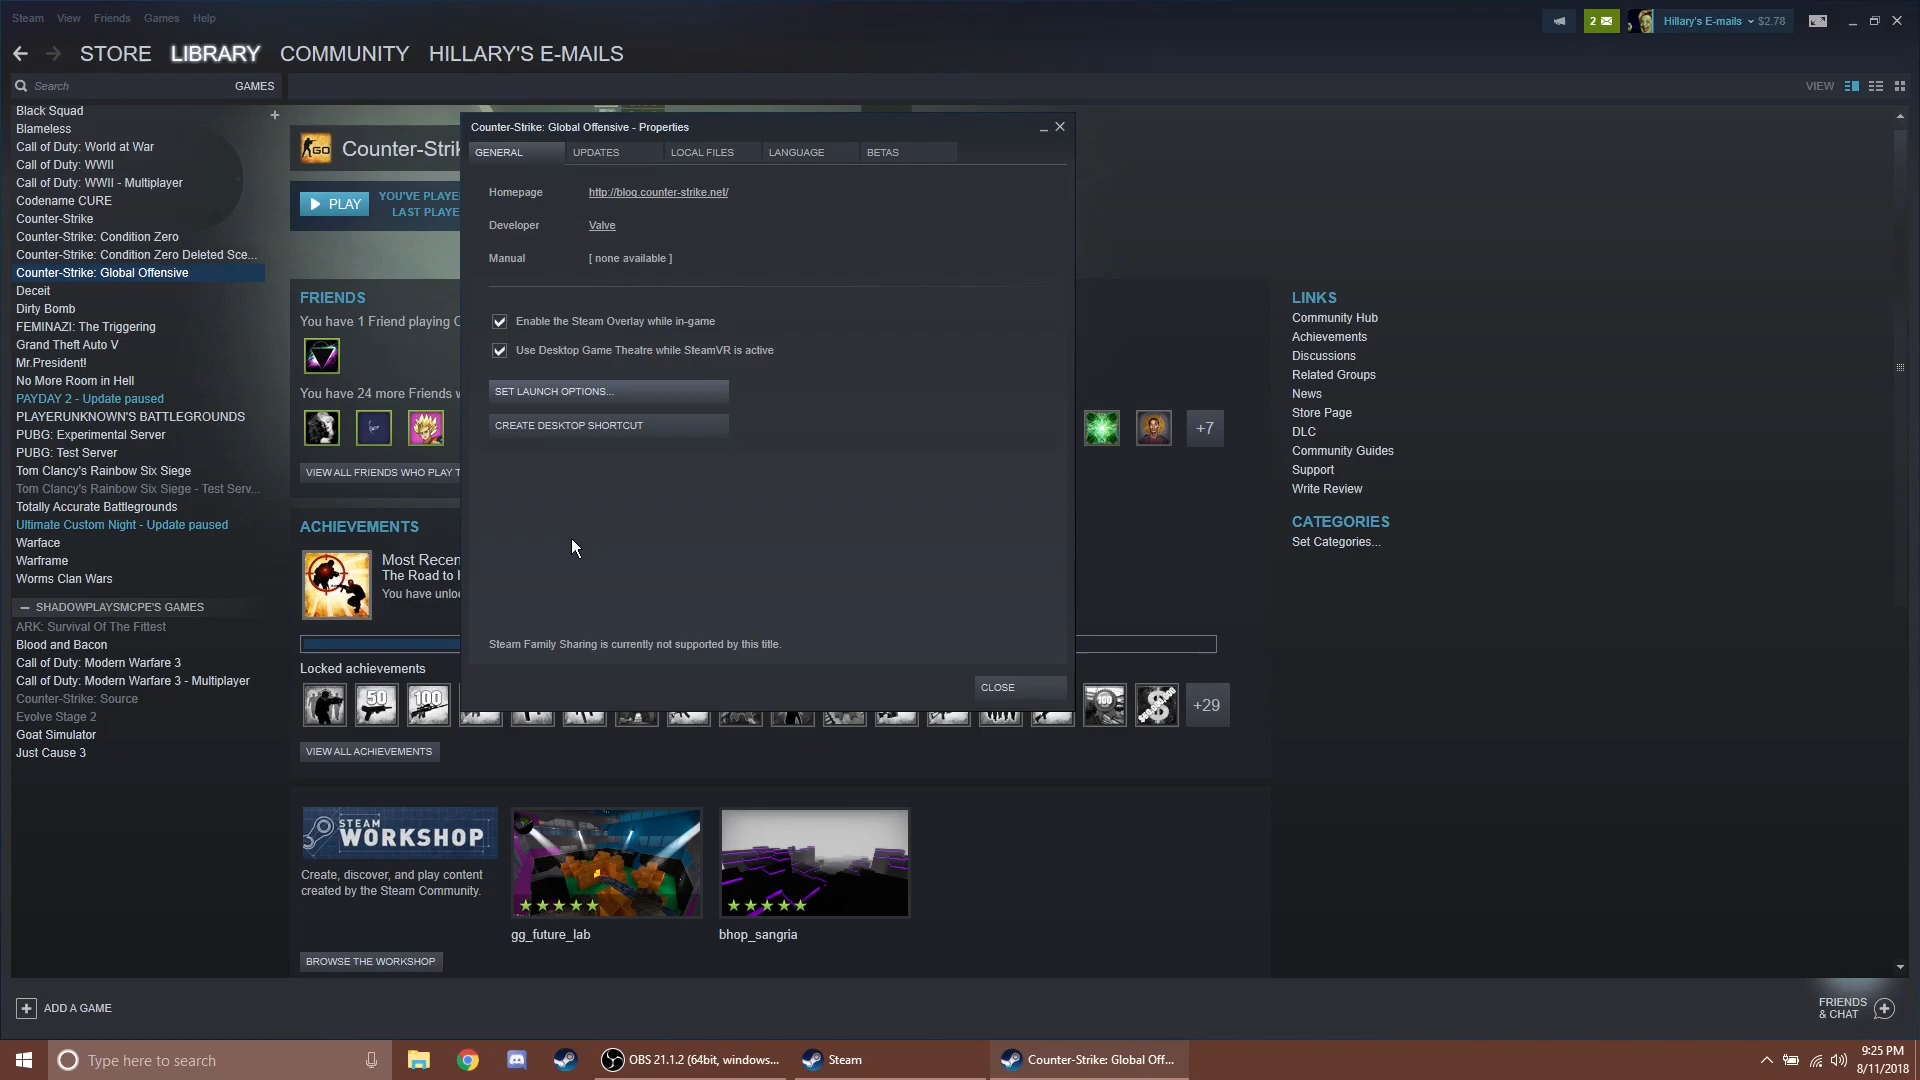 Steam View Friends Games Help
2
Hillary's E-mails $2.78
STORE LIBRARY COMMUNITY HILLARY'S E-MAILS
Search GAMES
VIEW
Black Squad
Blameless
Call of Duty: World at War
Call of Duty: WWII
Call of Duty: WWII - Multiplayer
Codename CURE
Counter-Strike
Counter-Strike: Condition Zero
Counter-Strike: Condition Zero Deleted Sce...
Counter-Strike: Global Offensive
Deceit
Dirty Bomb
FEMINAZI: The Triggering
Grand Theft Auto V
Mr.President!
No More Room in Hell
PAYDAY 2 - Update paused
PLAYERUNKNOWN'S BATTLEGROUNDS
PUBG: Experimental Server
PUBG: Test Server
Tom Clancy's Rainbow Six Siege
Tom Clancy's Rainbow Six Siege - Test Serv...
Totally Accurate Battlegrounds
Ultimate Custom Night - Update paused
Warface
Warframe
Worms Clan Wars
SHADOWPLAYSMCPE'S GAMES
ARK: Survival Of The Fittest
Blood and Bacon
Call of Duty: Modern Warfare 3
Call of Duty: Modern Warfare 3 - Multiplayer
Counter-Strike: Source
Evolve Stage 2
Goat Simulator
Just Cause 3
GO
Counter-Strik
PLAY
YOU'VE PLAYE
LAST PLAYE
FRIENDS
You have 1 Friend playing C
You have 24 more Friends w
+7
VIEW ALL FRIENDS WHO PLAY T
ACHIEVEMENTS
Most Recen
The Road to
You have unlo
Locked achievements
50
100
100
+29
VIEW ALL ACHIEVEMENTS
Counter-Strike: Global Offensive - Properties
GENERAL UPDATES LOCAL FILES LANGUAGE BETAS
Homepage http://blog.counter-strike.net/
Developer Valve
Manual [ none available ]
Enable the Steam Overlay while in-game
Use Desktop Game Theatre while SteamVR is active
SET LAUNCH OPTIONS...
CREATE DESKTOP SHORTCUT
Steam Family Sharing is currently not supported by this title.
CLOSE
LINKS
Community Hub
Achievements
Discussions
Related Groups
News
Store Page
DLC
Community Guides
Support
Write Review
CATEGORIES
Set Categories...
STEAM
WORKSHOP
Create, discover, and play content
created by the Steam Community.
BROWSE THE WORKSHOP
gg_future_lab
bhop_sangria
ADD A GAME
FRIENDS
& CHAT
Type here to search
OBS 21.1.2 (64bit, windows...
Steam
Counter-Strike: Global Off...
9:25 PM
8/11/2018